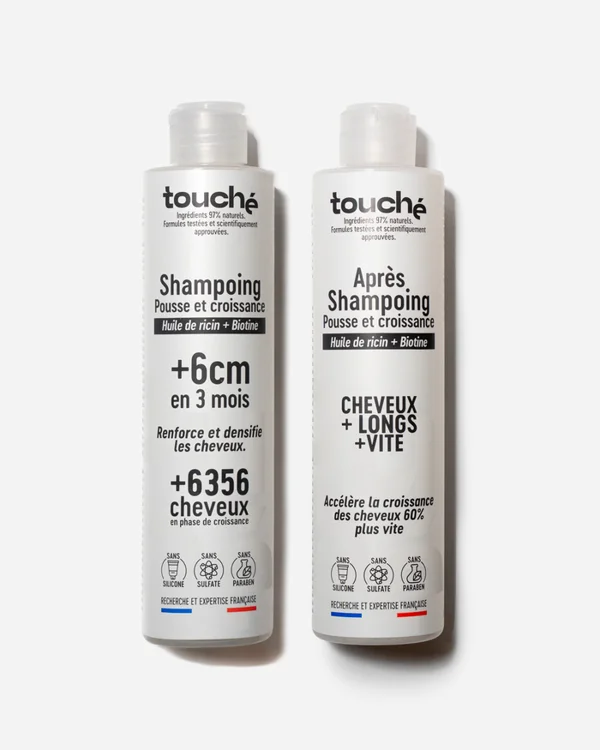 touché
Ingrédients 97% naturels.
Formules testées et scientifiquement
approuvées.
Shampoing
Pousse et croissance
Huile de ricin + Biotine
+6cm
en 3 mois
Renforce et densifie
les cheveux.
+6356
cheveux
en phase de croissance
SANS
SILICONE
SANS
SULFATE
SANS
PARABEN
RECHERCHE ET EXPERTISE FRANÇAISE
touché
Ingrédients 97% naturels.
Formules testées et scientifiquement
approuvées.
Après
Shampoing
Pousse et croissance
Huile de ricin + Biotine
CHEVEUX
+ LONGS
+VITE
Accélère la croissance
des cheveux 60%
plus vite
SANS
SILICONE
SANS
SULFATE
SANS
PARABEN
RECHERCHE ET EXPERTISE FRANÇAISE